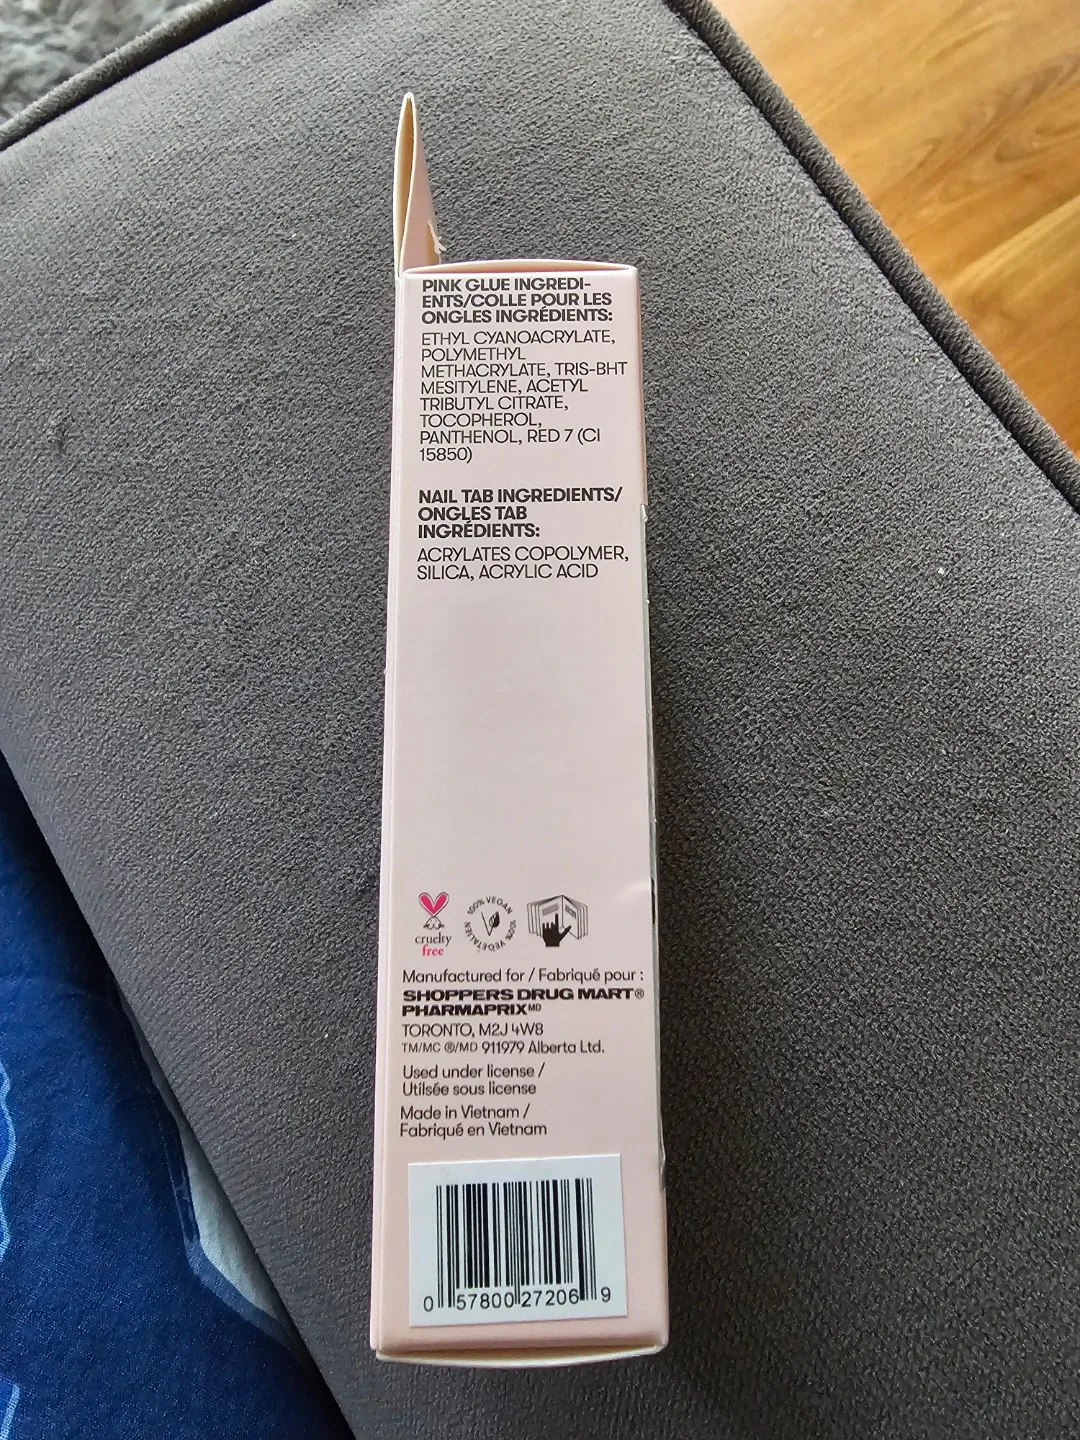 PINK GLUE INGREDI-
ENTS/COLLE POUR LES
ONGLES INGRÉDIENTS:
ETHYL CYANOACRYLATE,
POLYMETHYL
METHACRYLATE, TRIS-BHT
MESITYLENE, ACETYL
TRIBUTYL CITRATE,
TOCOPHEROL,
PANTHENOL, RED 7 (CI
15850)
NAIL TAB INGREDIENTS/
ONGLES TAB
INGRÉDIENTS:
ACRYLATES COPOLYMER,
SILICA, ACRYLIC ACID
cruelty
free
100% VEGAN 100% VÉGÉTALIEN
Manufactured for / Fabriqué pour :
SHOPPERS DRUG MART®
PHARMAPRIX MD
TORONTO, M2J 4W8
TM/MC ®/MD 911979 Alberta Ltd.
Used under license /
Utilsée sous license
Made in Vietnam /
Fabriqué en Vietnam
0 57800 27206 9